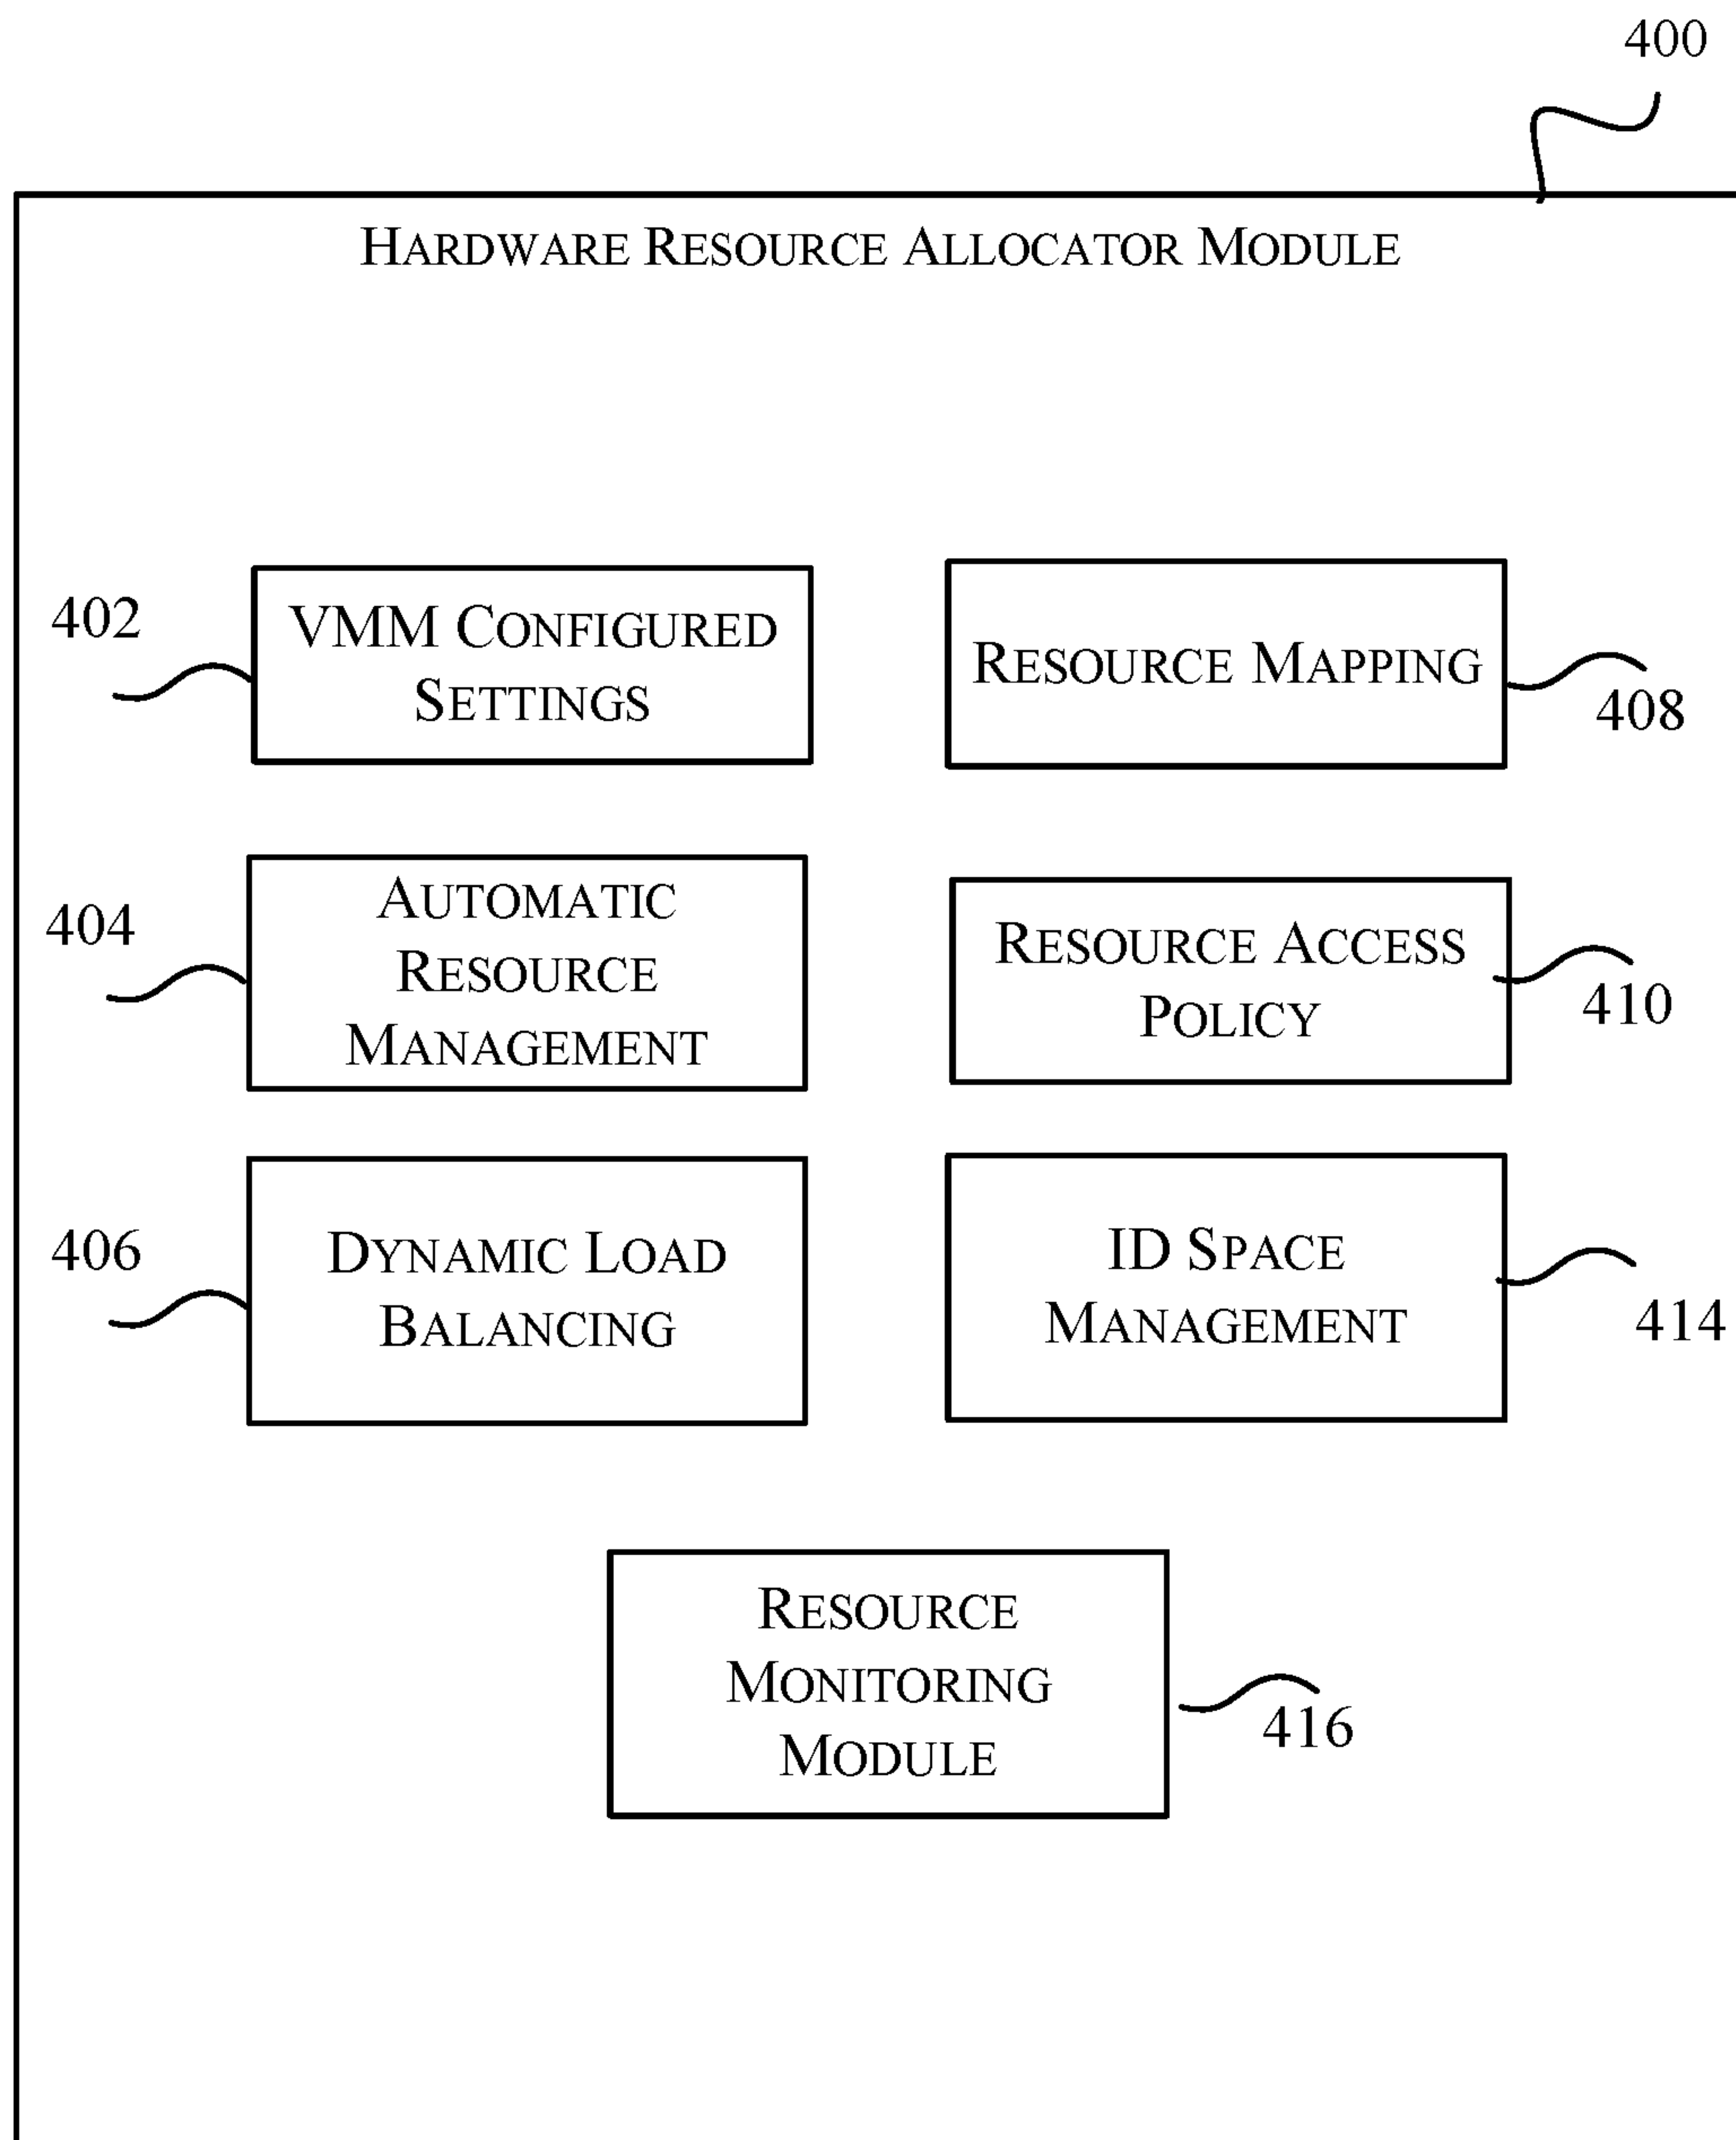 400
HARDWARE RESOURCE ALLOCATOR MODULE
402
VMM CONFIGURED
SETTINGS
RESOURCE MAPPING
408
404
AUTOMATIC
RESOURCE
MANAGEMENT
RESOURCE ACCESS
POLICY
410
406
DYNAMIC LOAD
BALANCING
ID SPACE
MANAGEMENT
414
RESOURCE
MONITORING
MODULE
416